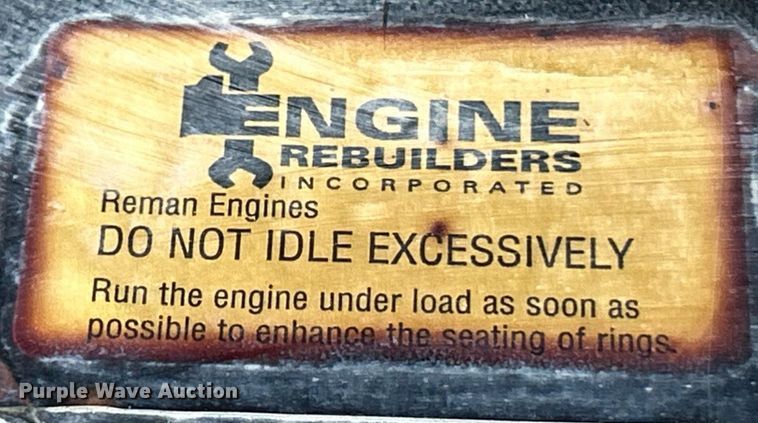 ENGINE
REBUILDERS
INCORPORATED
Reman Engines
DO NOT IDLE EXCESSIVELY
Run the engine under load as soon as
possible to enhance the seating of rings.
Purple Wave Auction